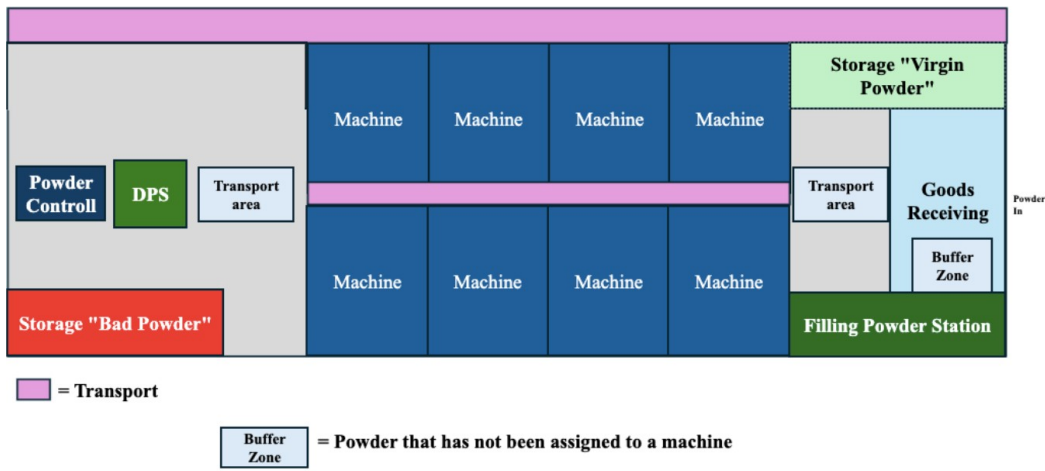 Storage "Virgin
Powder"
Machine
Machine
Machine
Machine
Powder
Controll
DPS
Transport
area
Transport
area
Goods
Receiving
Powder
In
Buffer
Zone
Machine
Machine
Machine
Machine
Storage "Bad Powder"
Filling Powder Station
= Transport
Buffer
Zone
= Powder that has not been assigned to a machine